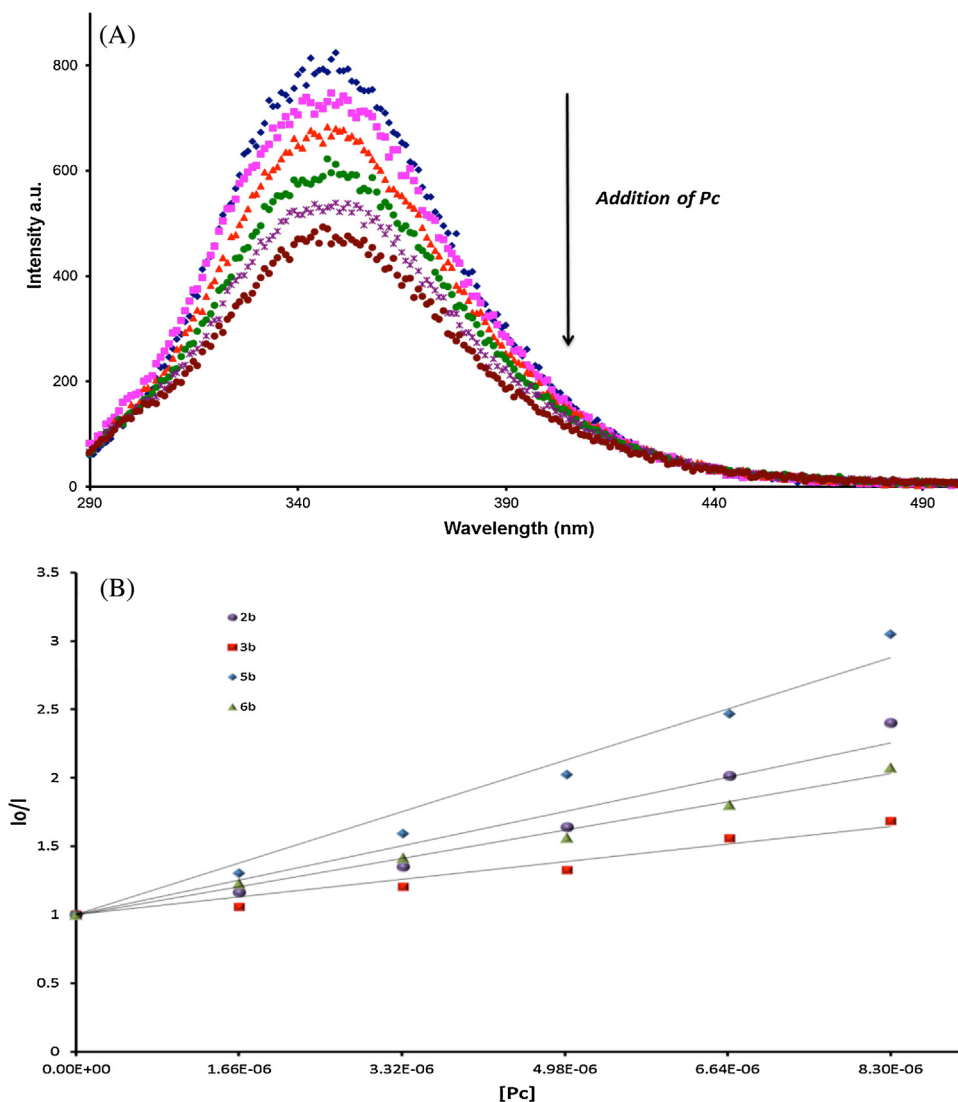 (A)
800
600
400
200
0
Intensity a.u.
Addition of Pc
290
340
390
440
490
Wavelength (nm)
(B)
3.5
3
2.5
2
1.5
1
0.5
0
Io/I
2b
3b
5b
6b
0.00E+00
1.66E-06
3.32E-06
4.98E-06
6.64E-06
8.30E-06
[Pc]